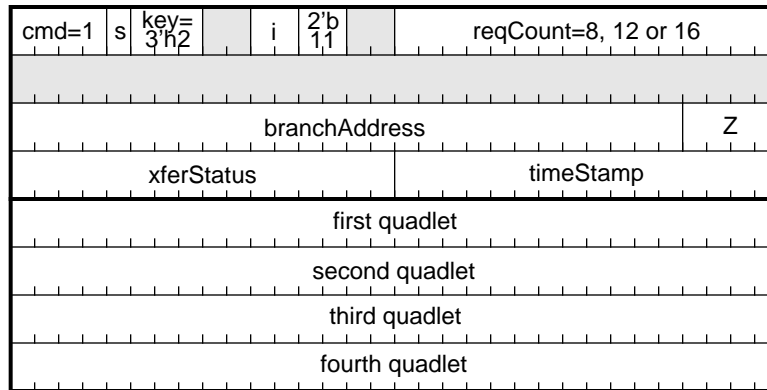 cmd=1 s key= 3'h2 i 2'b 11 reqCount=8, 12 or 16
branchAddress Z
xferStatus timeStamp
first quadlet
second quadlet
third quadlet
fourth quadlet